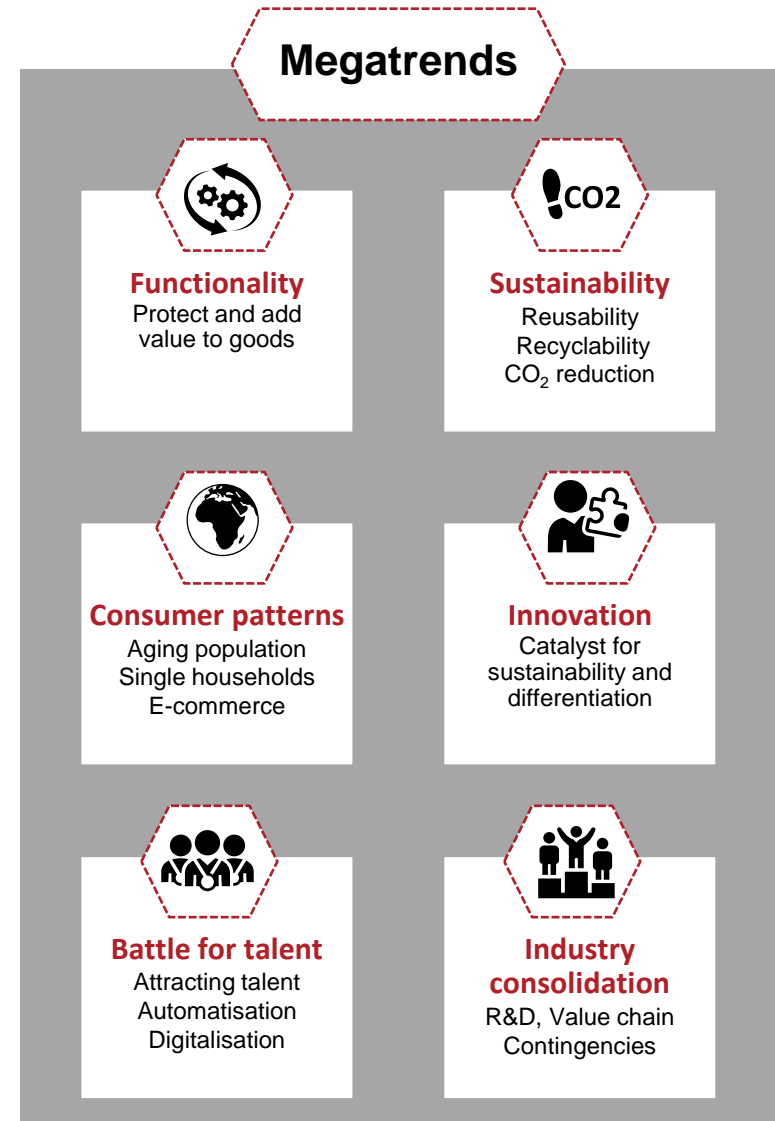 Megatrends
Functionality
Protect and add
value to goods
CO2
Sustainability
Reusability
Recyclability
CO₂ reduction
Consumer patterns
Aging population
Single households
E-commerce
Innovation
Catalyst for
sustainability and
differentiation
Battle for talent
Attracting talent
Automatisation
Digitalisation
Industry
consolidation
R&D, Value chain
Contingencies